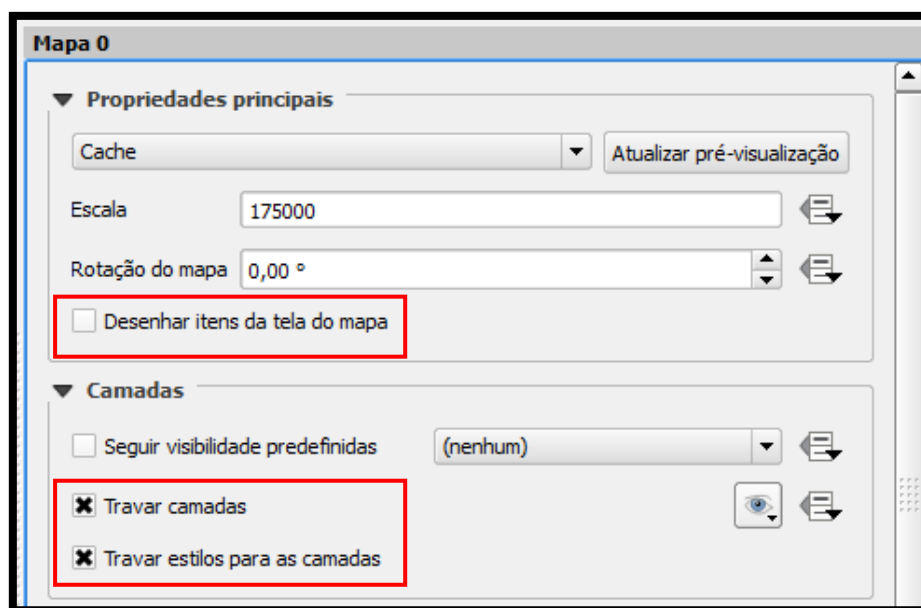 Mapa 0
Propriedades principais
Cache Atualizar pré-visualização
Escala 175000
Rotação do mapa 0,00 °
Desenhar itens da tela do mapa
Camadas
Seguir visibilidade predefinidas (nenhum)
Travar camadas
Travar estilos para as camadas